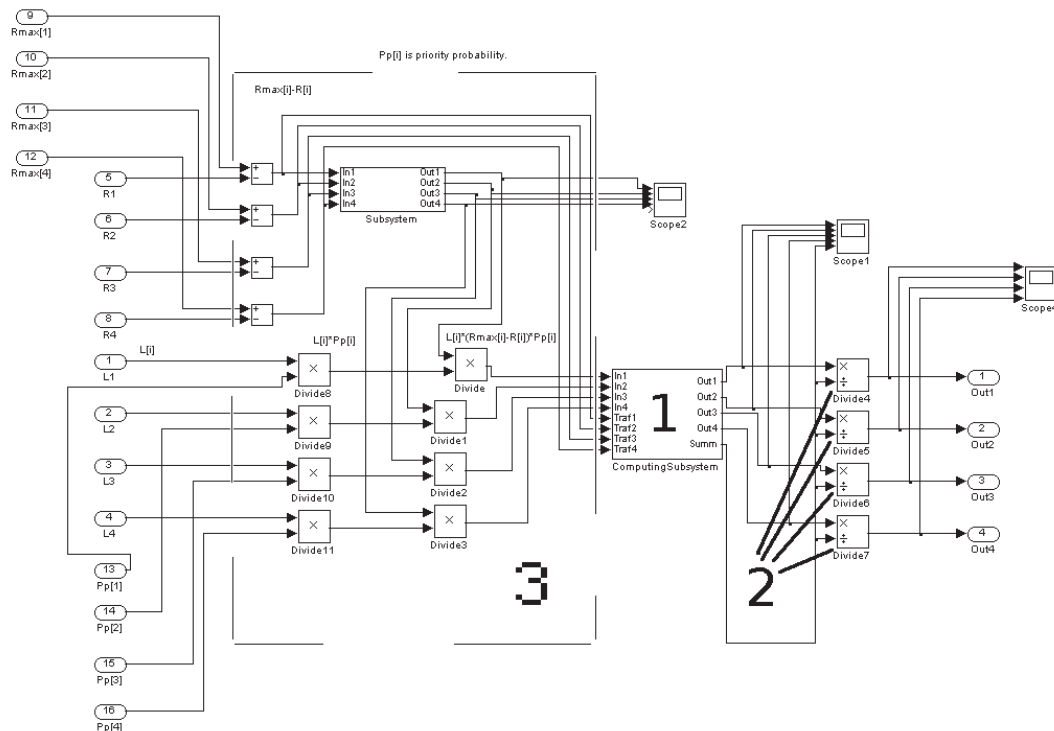 9
Rmax[1]
10
Rmax[2]
11
Rmax[3]
12
Rmax[4]
Pp[i] is priority probability.
Rmax[i]-R[i]
5
R1
6
R2
7
R3
8
R4
+
−
+
−
+
−
+
−
In1
In2
In3
In4
Out1
Out2
Out3
Out4
Subsystem
Scope2
Scope1
Scope4
L[i]
1
L1
2
L2
3
L3
4
L4
13
Pp[1]
14
Pp[2]
15
Pp[3]
16
Pp[4]
L[i]*Pp[i]
L[i]*(Rmax[i]-R[i])*Pp[i]
×
Divide8
×
Divide9
×
Divide10
×
Divide11
×
Divide
×
Divide1
×
Divide2
×
Divide3
In1
In2
In3
In4
Traf1
Traf2
Traf3
Traf4
1
Out1
Out2
Out3
Out4
Summ
ComputingSubsystem
×
÷
Divide4
×
÷
Divide5
×
÷
Divide6
×
÷
Divide7
1
Out1
2
Out2
3
Out3
4
Out4
2
3